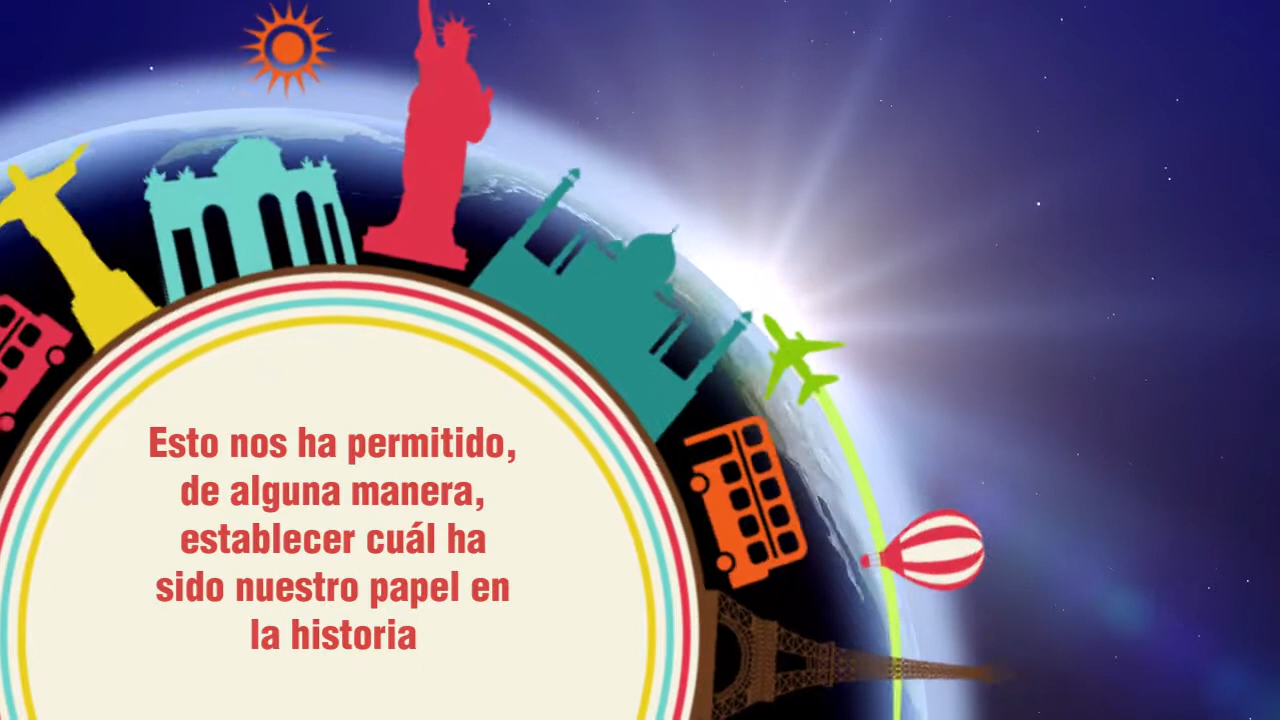 Esto nos ha permitido,
de alguna manera,
establecer cuál ha
sido nuestro papel en
la historia